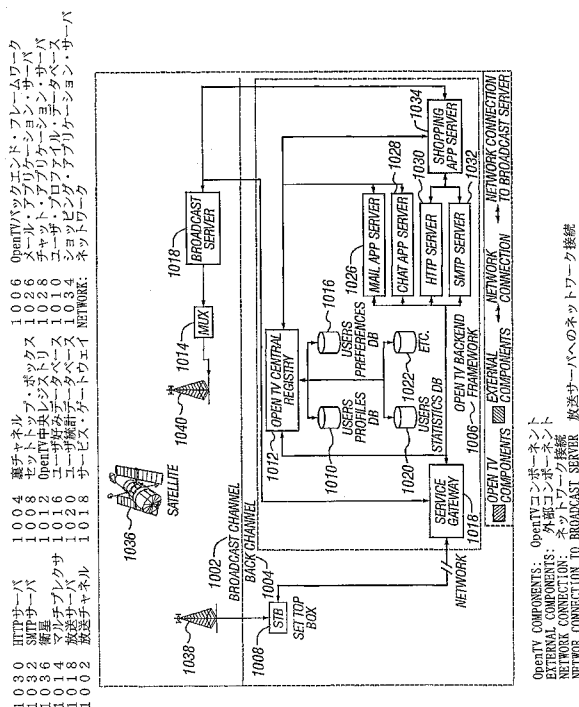 1030 HTTPサーバ
1032 SMTPサーバ
1036 衛星
1014 マルチプレクサ
1018 放送サーバ
1002 放送チャネル
1004 裏チャネル
1008 セットトップ・ボックス
1012 OpenTV中央レジストリ
1016 ユーザ好みデータベース
1020 ユーザ統計データベース
1018 サービス・ゲートウェイ
1006 OpenTVバックエンド・フレームワーク
1026 メール・アプリケーション・サーバ
1028 チャット・アプリケーション・サーバ
1010 ユーザ・プロファイル・データベース
1034 ショッピング・アプリケーション・サーバ
NETWORK: ネットワーク
1036
SATELLITE
1038
1040
1014
MUX
1018
BROADCAST
SERVER
1002
BROADCAST CHANNEL
BACK CHANNEL
1004
1008
STB
SET TOP
BOX
NETWORK
1012
OPEN TV CENTRAL
REGISTRY
1010
USERS
PROFILES
DB
1016
USERS
PREFERENCES
DB
1020
USERS
STATISTICS DB
1022
ETC.
SERVICE
GATEWAY
1018
1006
OPEN TV BACKEND
FRAMEWORK
1026
MAIL APP SERVER
CHAT APP SERVER
1028
HTTP SERVER
1030
SMTP SERVER
1032
SHOPPING
APP SERVER
1034
OPEN TV
COMPONENTS
EXTERNAL
COMPONENTS
NETWORK
CONNECTION
NETWORK CONNECTION
TO BROADCAST SERVER
OpenTV COMPONENTS: OpenTVコンポーネント
EXTERNAL COMPONENTS: 外部コンポーネント
NETWORK CONNECTION: ネットワーク接続
NETWOR CONNECTION TO BROADCAST SERVER 放送サーバへのネットワーク接続